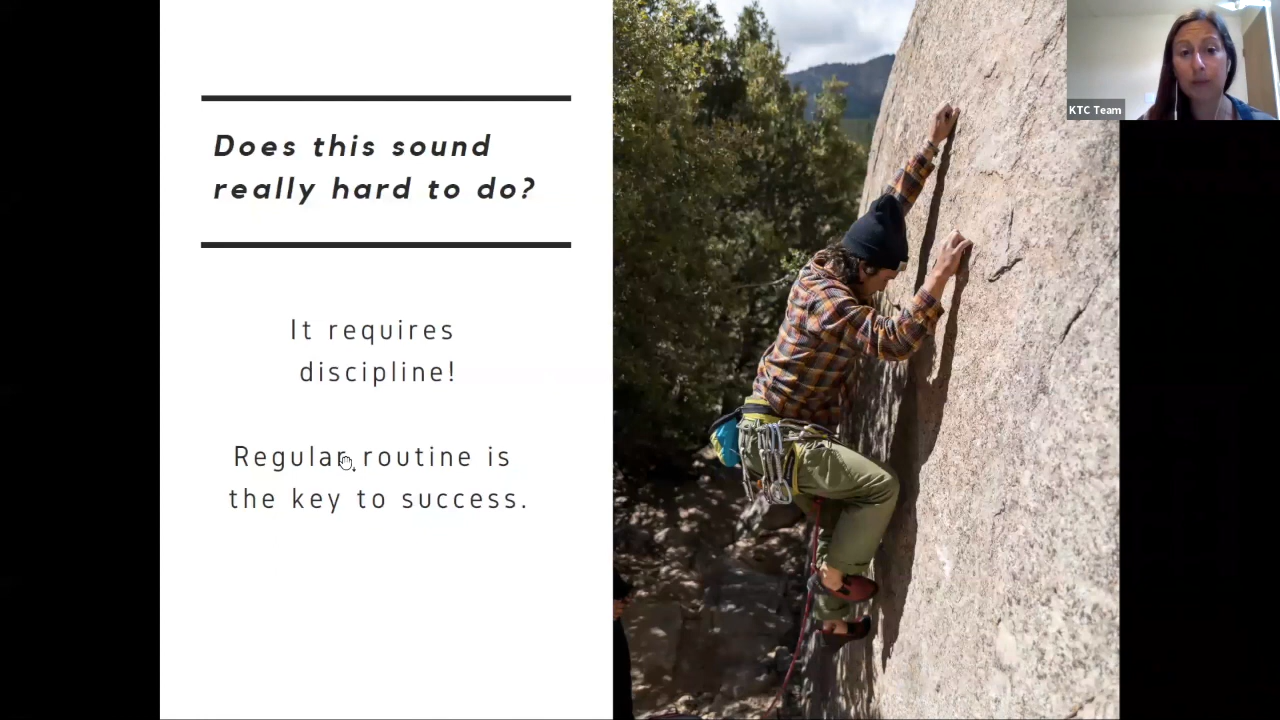 Does this sound
really hard to do?
It requires
discipline!
Regular routine is
the key to success.
KTC Team